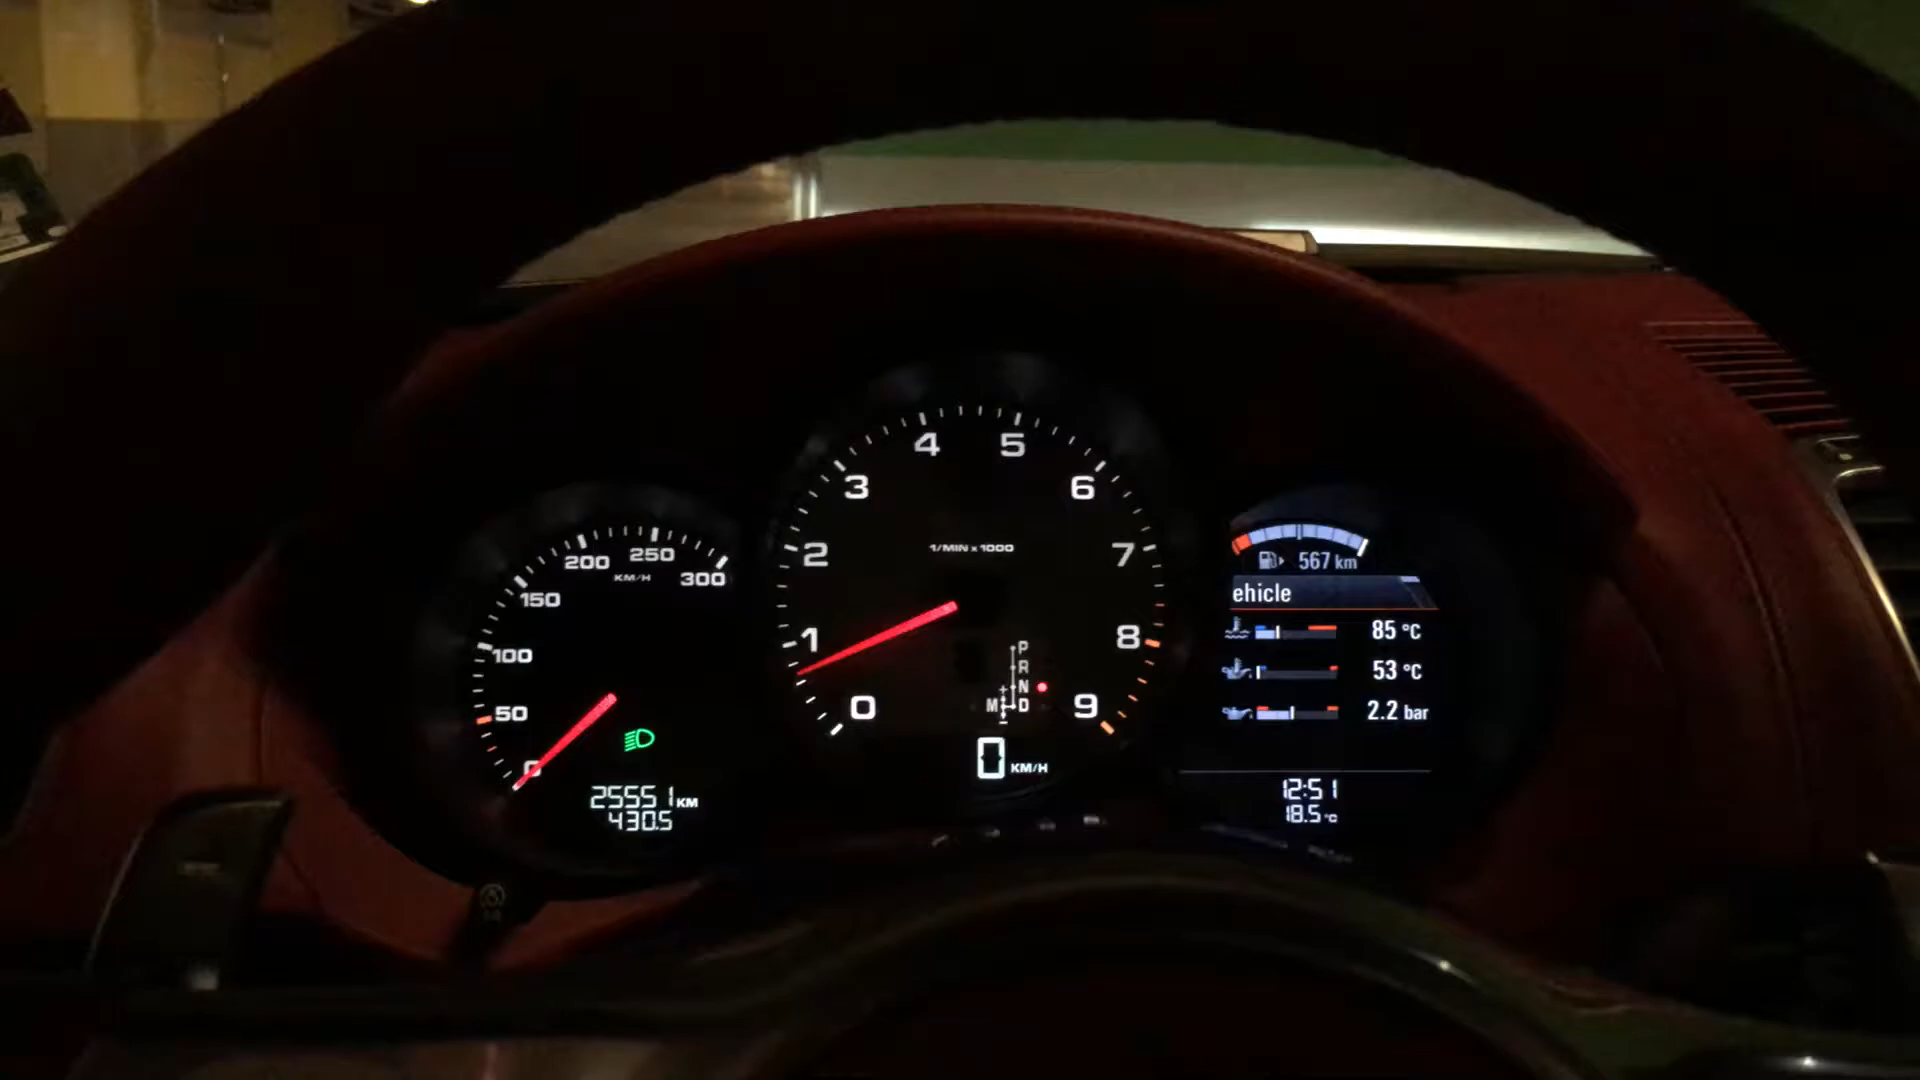 4 5
3 6
2 7
1/MIN x 1000
1 8
0 9
P
R
N
M D
+
-
0 KM/H
200 250 300
KM/H
150
100
50
0
25551 KM
430.5
567 km
ehicle
85 °C
53 °C
2.2 bar
12:51
18.5 °C